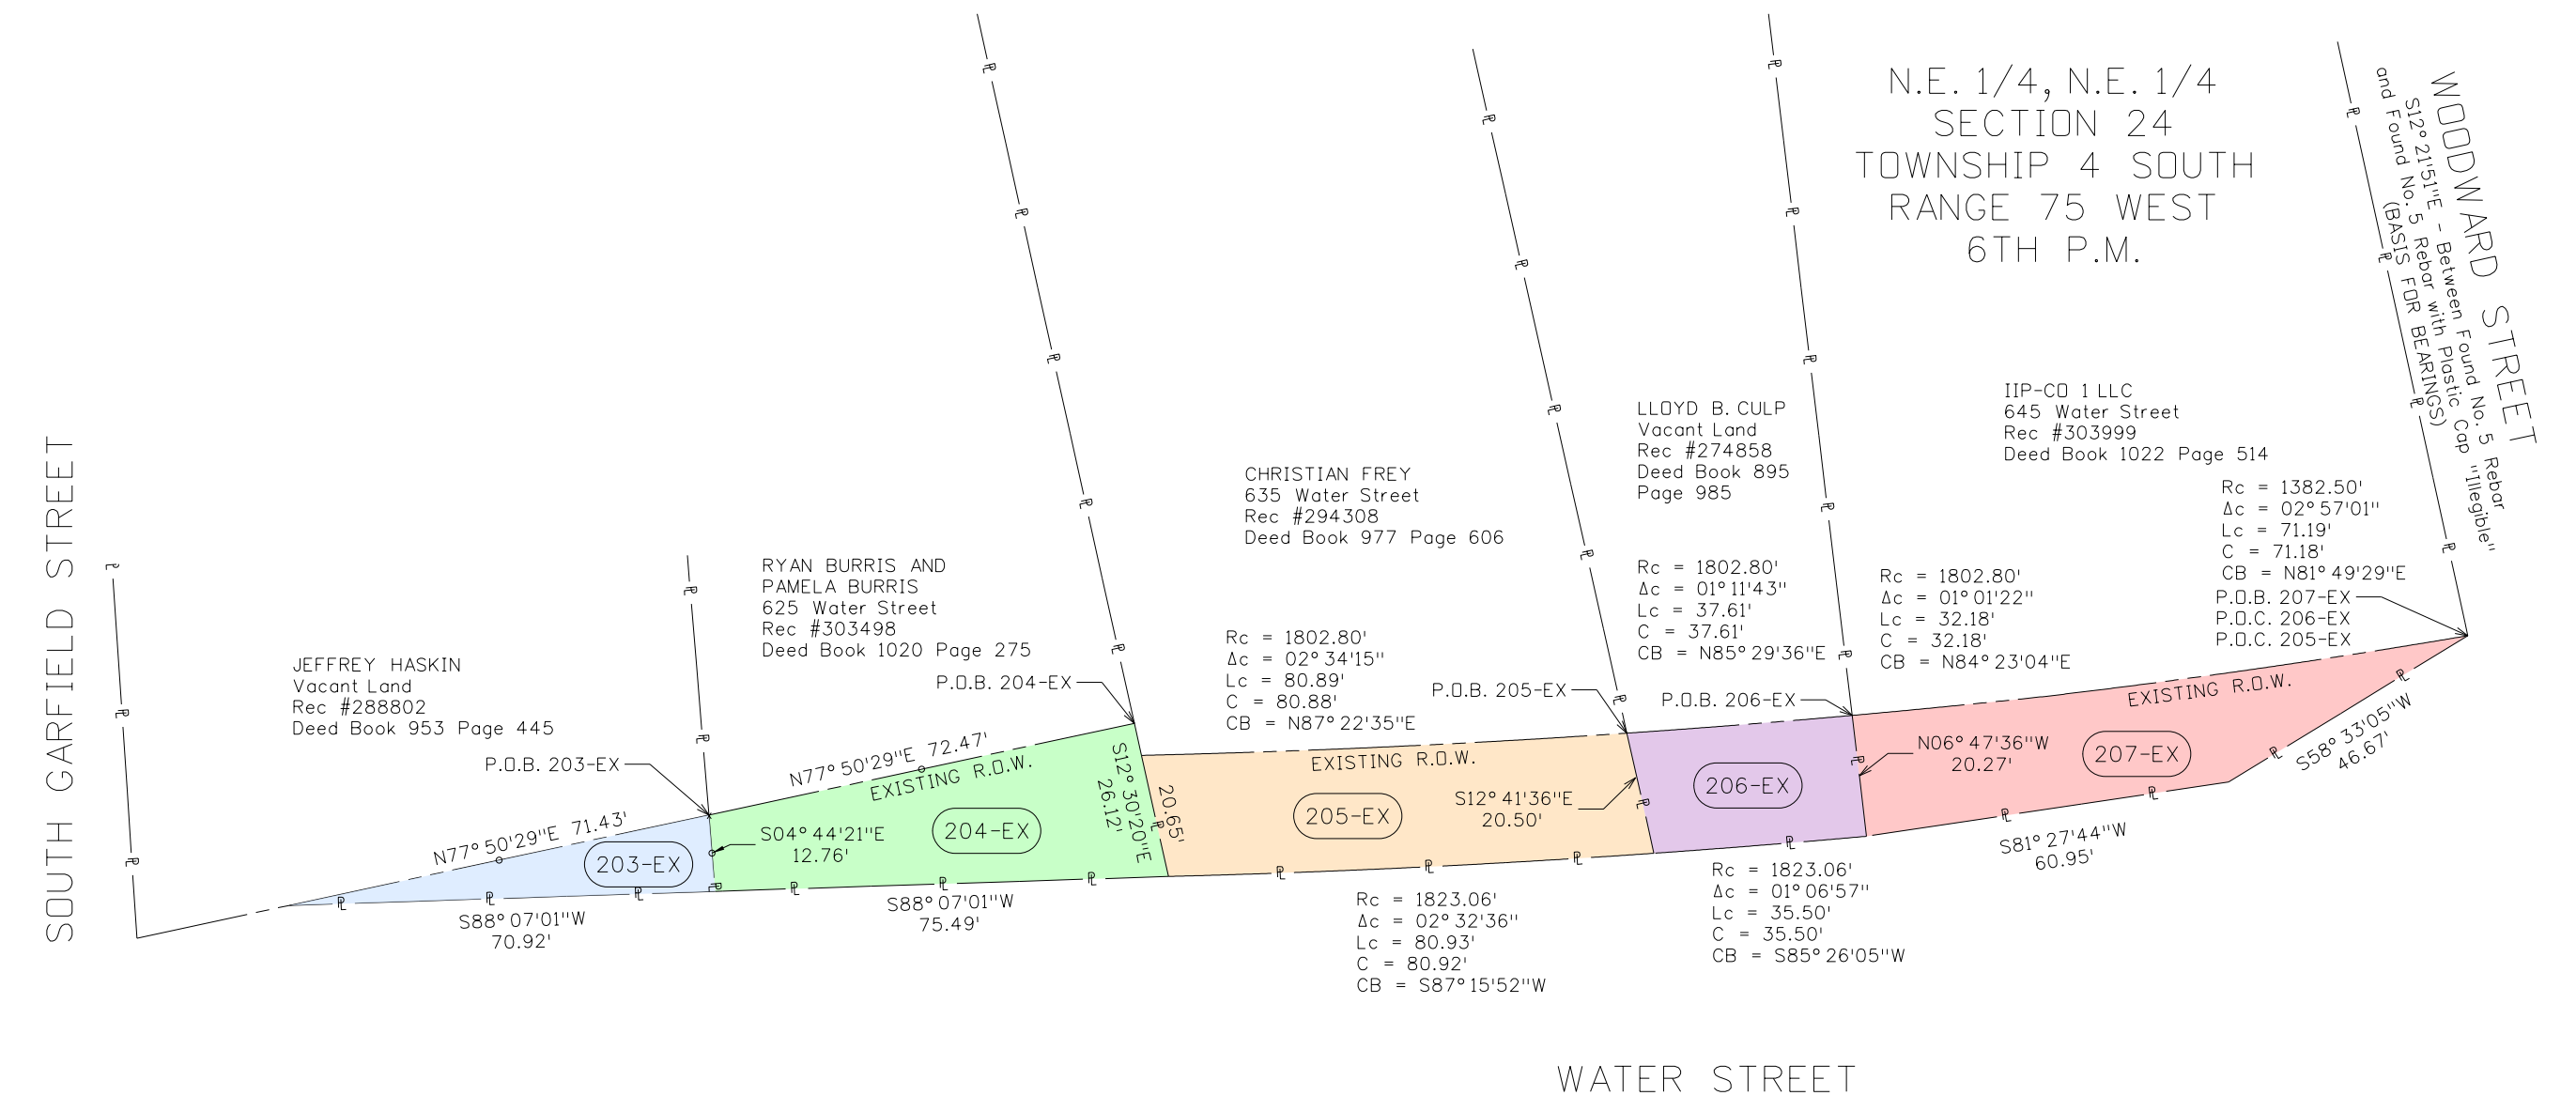 N.E. 1/4, N.E. 1/4
SECTION 24
TOWNSHIP 4 SOUTH
RANGE 75 WEST
6TH P.M.
WOODWARD STREET
S12°21'51"E - Between Found No. 5 Rebar
and Found No. 5 Rebar with Plastic Cap "Illegible"
(BASIS FOR BEARINGS)
SOUTH GARFIELD STREET
JEFFREY HASKIN
Vacant Land
Rec #288802
Deed Book 953 Page 445
P.O.B. 203-EX
N77°50'29"E 71.43'
203-EX
S88°07'01"W
70.92'
RYAN BURRIS AND
PAMELA BURRIS
625 Water Street
Rec #303498
Deed Book 1020 Page 275
P.O.B. 204-EX
N77°50'29"E 72.47'
EXISTING R.O.W.
S04°44'21"E
12.76'
204-EX
S12°30'20"E
26.12'
20.65'
S88°07'01"W
75.49'
CHRISTIAN FREY
635 Water Street
Rec #294308
Deed Book 977 Page 606
Rc = 1802.80'
Δc = 02°34'15"
Lc = 80.89'
C = 80.88'
CB = N87°22'35"E
P.O.B. 205-EX
EXISTING R.O.W.
205-EX
S12°41'36"E
20.50'
Rc = 1823.06'
Δc = 02°32'36"
Lc = 80.93'
C = 80.92'
CB = S87°15'52"W
LLOYD B. CULP
Vacant Land
Rec #274858
Deed Book 895
Page 985
Rc = 1802.80'
Δc = 01°11'43"
Lc = 37.61'
C = 37.61'
CB = N85°29'36"E
P.O.B. 206-EX
206-EX
Rc = 1823.06'
Δc = 01°06'57"
Lc = 35.50'
C = 35.50'
CB = S85°26'05"W
IIP-CO 1 LLC
645 Water Street
Rec #303999
Deed Book 1022 Page 514
Rc = 1802.80'
Δc = 01°01'22"
Lc = 32.18'
C = 32.18'
CB = N84°23'04"E
Rc = 1382.50'
Δc = 02°57'01"
Lc = 71.19'
C = 71.18'
CB = N81°49'29"E
P.O.B. 207-EX
P.O.C. 206-EX
P.O.C. 205-EX
EXISTING R.O.W.
N06°47'36"W
20.27'
207-EX
S58°33'05"W
46.67'
S81°27'44"W
60.95'
WATER STREET